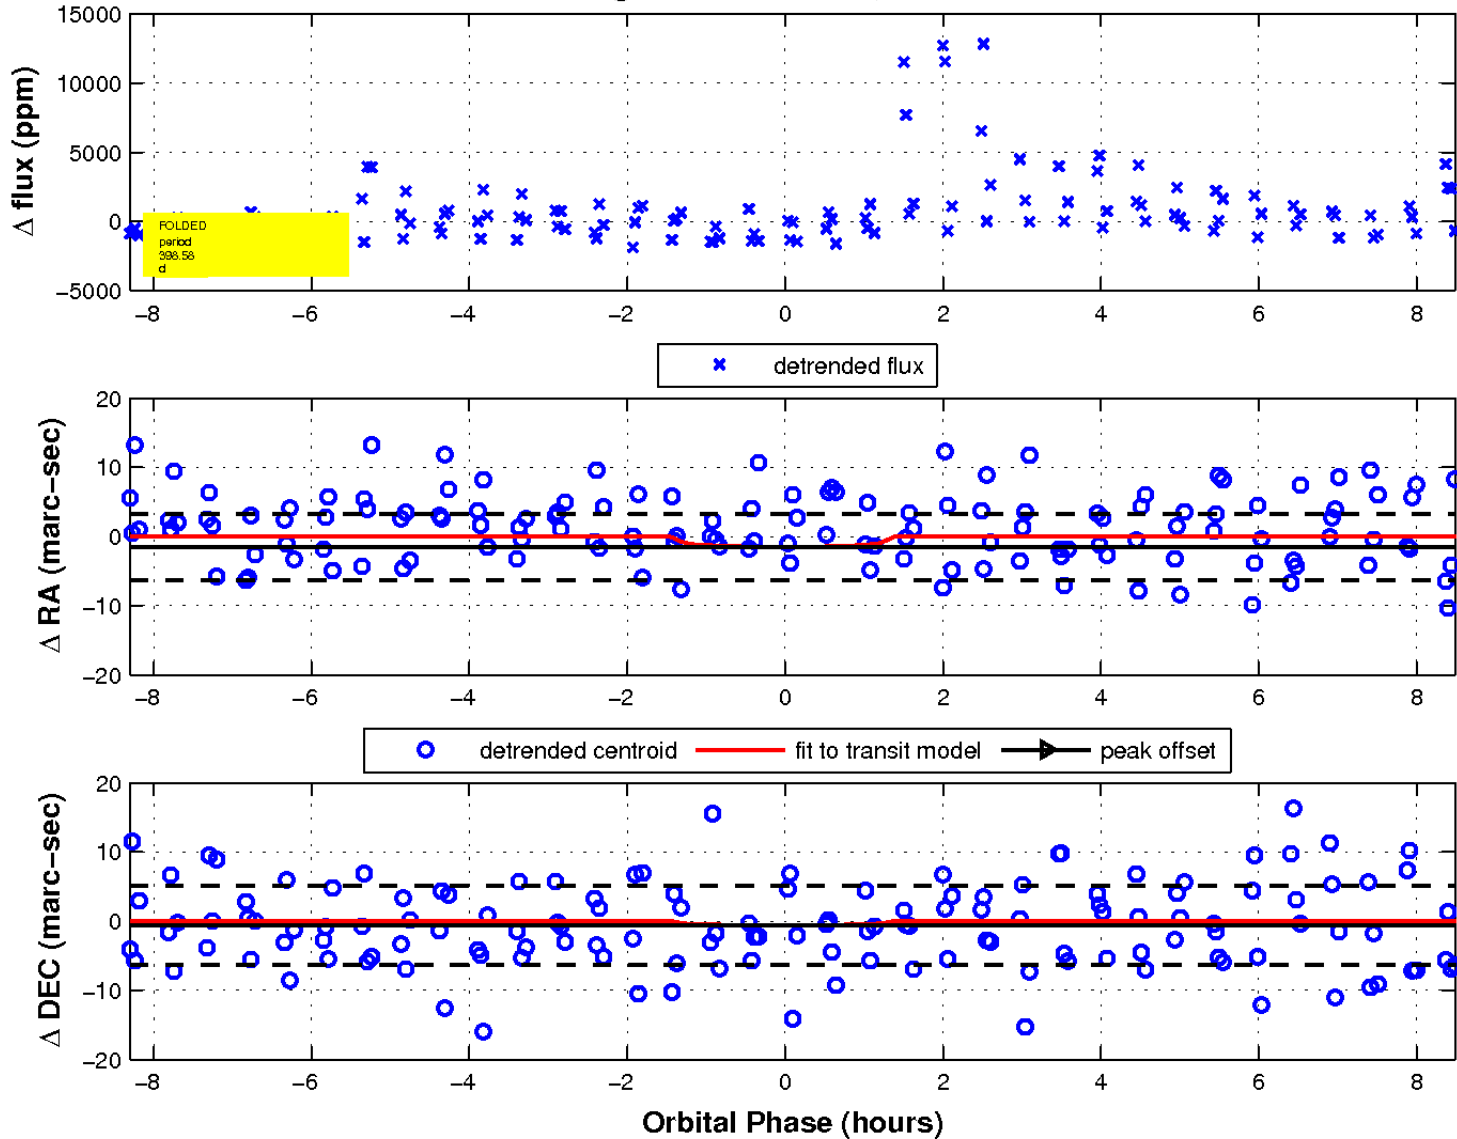 15000
10000
5000
0
−5000
Δ flux (ppm)
FOLDED
period
398.58
d
−8 −6 −4 −2 0 2 4 6 8
detrended flux
20
10
0
−10
−20
Δ RA (marc−sec)
−8 −6 −4 −2 0 2 4 6 8
detrended centroid fit to transit model peak offset
20
10
0
−10
−20
Δ DEC (marc−sec)
−8 −6 −4 −2 0 2 4 6 8
Orbital Phase (hours)